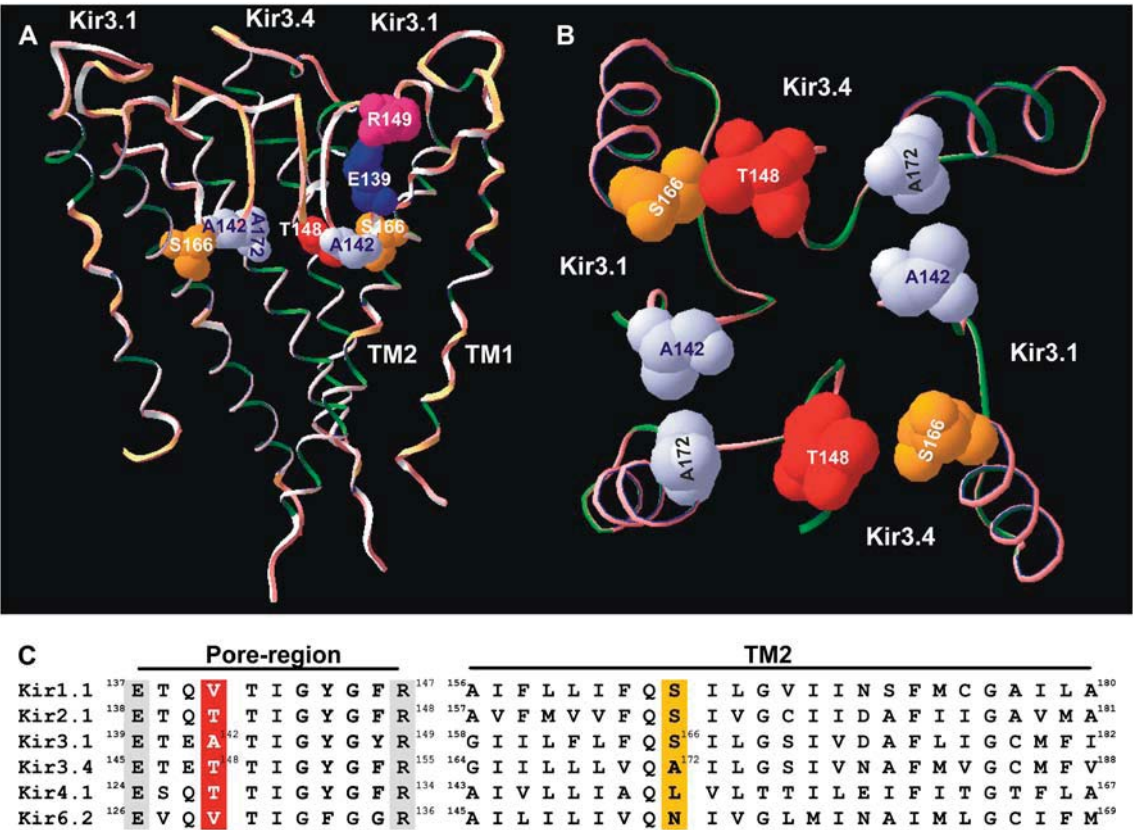 A
Kir3.1
Kir3.4
Kir3.1
R149
E139
S166
A142
A172
T148
A142
S166
TM2
TM1
B
Kir3.4
S166
T148
A172
Kir3.1
A142
A142
Kir3.1
A172
T148
S166
Kir3.4
C
Pore-region TM2
Kir1.1 137 E T Q V T I G Y G F R 147 156 A I F L L I F Q S I L G V I I N S F M C G A I L A 180
Kir2.1 138 E T Q T T I G Y G F R 148 157 A V F M V V F Q S I V G C I I D A F I I G A V M A 181
Kir3.1 139 E T E A 142 T I G Y G Y R 149 158 G I I L F L F Q S 166 I L G S I V D A F L I G C M F I 182
Kir3.4 145 E T E T 148 T I G Y G F R 155 164 G I I L L L V Q A 172 I L G S I V N A F M V G C M F V 188
Kir4.1 124 E S Q T T I G Y G F R 134 143 A I V L L I A Q L V L T T I L E I F I T G T F L A 167
Kir6.2 126 E V Q V T I G F G G R 136 145 A I L I L I V Q N I V G L M I N A I M L G C I F M 169